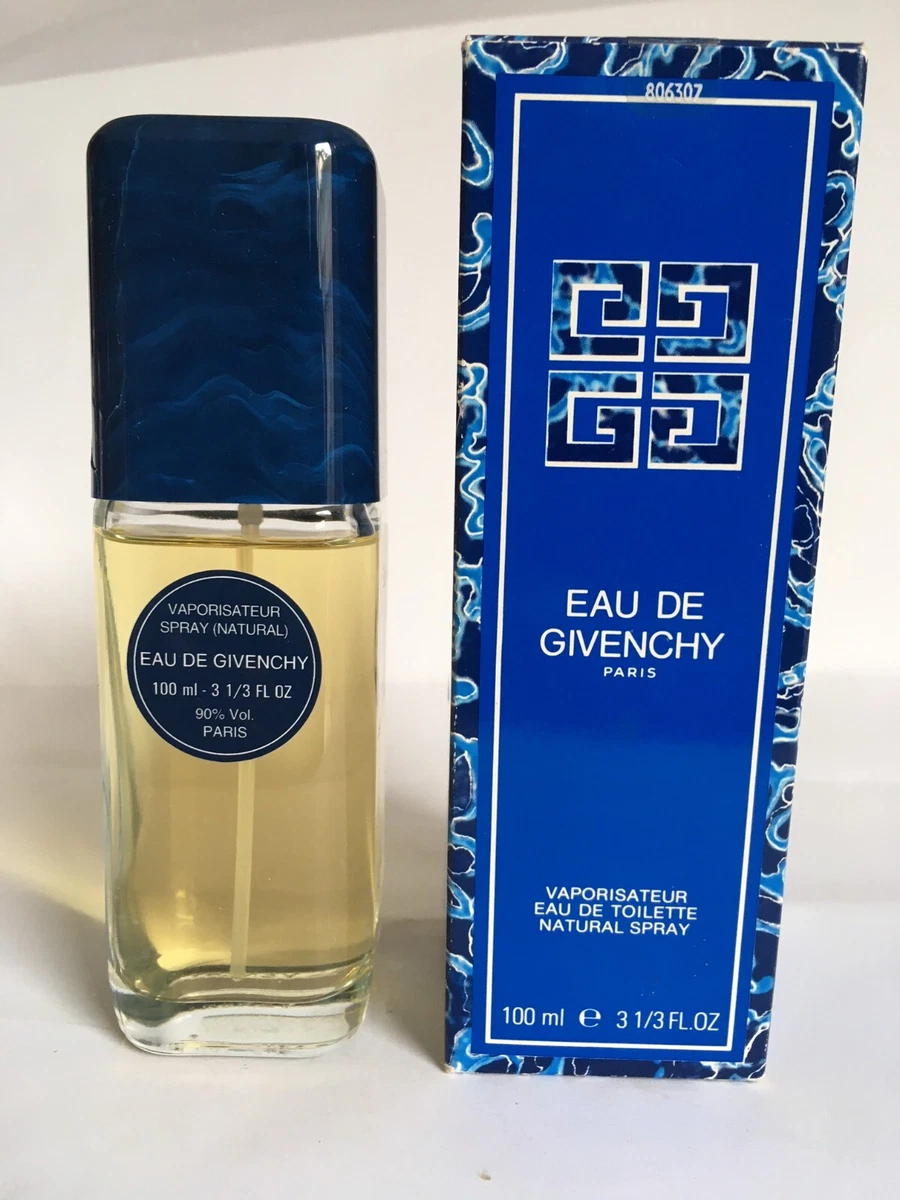 VAPORISATEUR
SPRAY (NATURAL)
EAU DE GIVENCHY
100 ml - 3 1/3 FL OZ
90% Vol.
PARIS
806307
EAU DE
GIVENCHY
PARIS
VAPORISATEUR
EAU DE TOILETTE
NATURAL SPRAY
100 ml e 3 1/3 FL.OZ